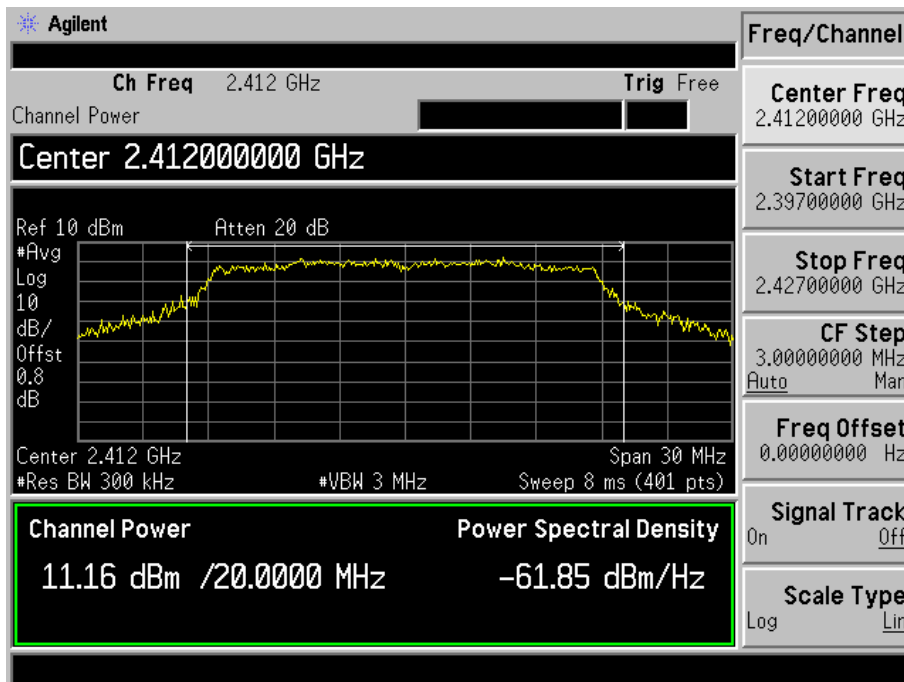 Agilent
Freq/Channel
Ch Freq 2.412 GHz Trig Free
Channel Power
Center 2.412000000 GHz
Ref 10 dBm Atten 20 dB
#Avg
Log
10
dB/
Offst
0.8
dB
Center 2.412 GHz Span 30 MHz
#Res BW 300 kHz #VBW 3 MHz Sweep 8 ms (401 pts)
Channel Power Power Spectral Density
11.16 dBm /20.0000 MHz -61.85 dBm/Hz
Center Freq
2.41200000 GHz
Start Freq
2.39700000 GHz
Stop Freq
2.42700000 GHz
CF Step
3.00000000 MHz
Auto Man
Freq Offset
0.00000000 Hz
Signal Track
On Off
Scale Type
Log Lin